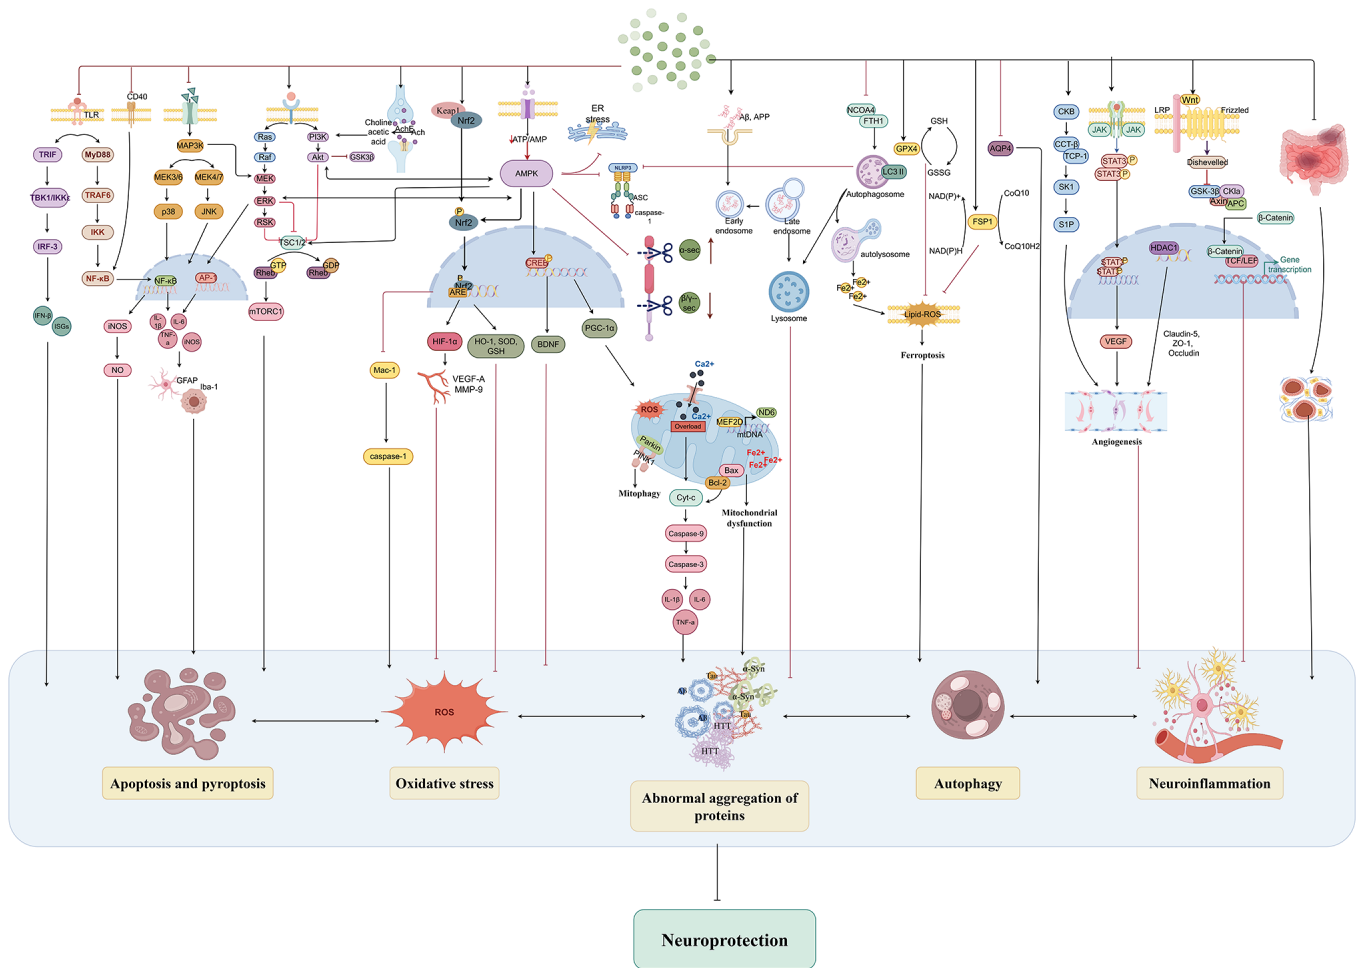 TLR
CD40
TRIF
MyD88
TBK1/IKKε
TRAF6
IRF-3
IKK
NF-κB
IFN-β
ISGs
MAP3K
MEK3/6
MEK4/7
p38
JNK
NF-κB
AP-1
iNOS
NO
IL-
1β
IL-6
TNF-
a
iNOS
GFAP
Iba-1
Ras
Raf
MEK
ERK
RSK
PI3K
Akt
GSK3β
TSC1/2
Rheb
GTP
Rheb
GDP
mTORC1
Choline
acetic
acid
AchE
Ach
Keap1
Nrf2
P
Nrf2
P
Nrf2
ARE
ATP/AMP
AMPK
CREB
P
HIF-1α
HO-1, SOD,
GSH
BDNF
PGC-1α
VEGF-A
MMP-9
Mac-1
caspase-1
ER
stress
NLRP3
ASC
caspase-
1
α-sec
β/γ-
sec
Aβ, APP
Early
endosome
Late
endosome
Lysosome
NCOA4
FTH1
LC3 II
Autophagosome
autolysosome
Fe2+
Fe2+
Fe2+
Fe2+
GPX4
GSH
GSSG
NAD(P)+
NAD(P)H
FSP1
CoQ10
CoQ10H2
AQP4
Lipid-ROS
Ferroptosis
Ca2+
ROS
Ca2+
Overload
MEF2D
ND6
mtDNA
Parkin
PINK1
Fe2+
Fe2+
Fe2+
Bax
Bcl-2
Mitophagy
Cyt-c
Mitochondrial
dysfunction
Caspase-9
Caspase-3
IL-1β
IL-6
TNF-a
CKB
CCT-β
TCP-1
SK1
S1P
JAK
JAK
STAT3
P
STAT3
P
STAT3
P
STAT3
P
HDAC1
VEGF
Claudin-5,
ZO-1,
Occludin
Angiogenesis
LRP
Wnt
Frizzled
Dishevelled
GSK-3β
CKIa
Axin
APC
β-Catenin
β-Catenin
TCF/LEF
Gene
transcription
ROS
Aβ
Tau
α-Syn
α-Syn
Aβ
Tau
HTT
HTT
Apoptosis and pyroptosis
Oxidative stress
Abnormal aggregation of
proteins
Autophagy
Neuroinflammation
Neuroprotection